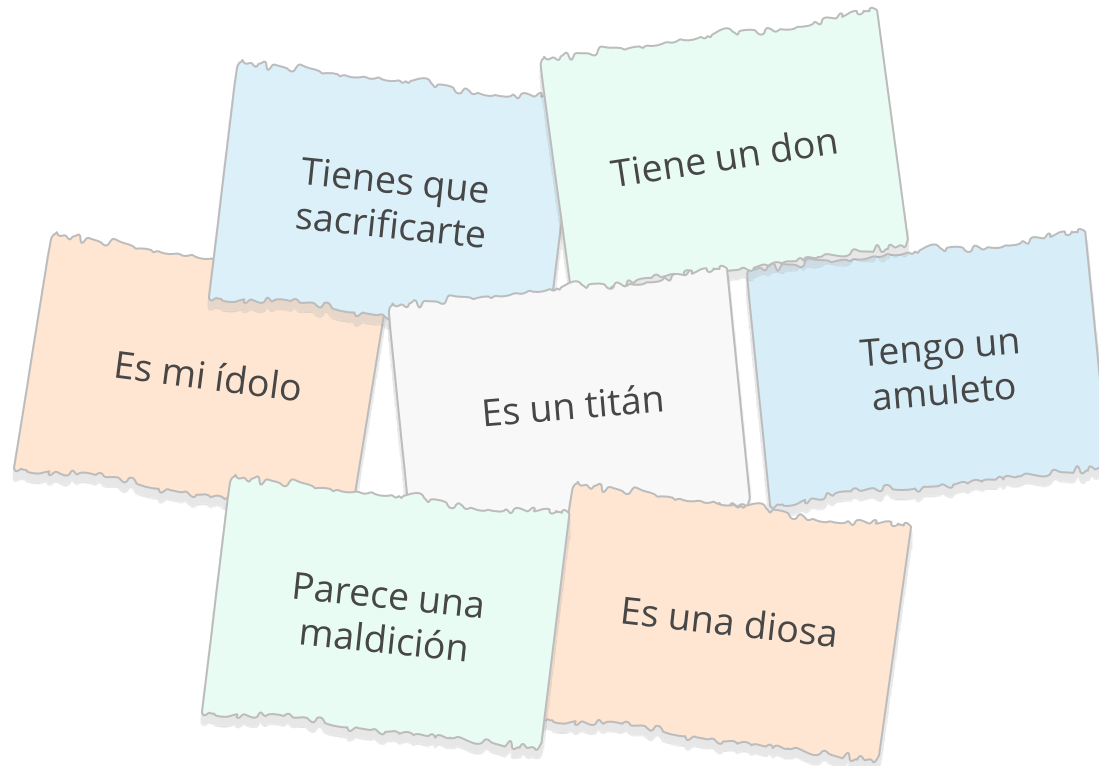 Tienes que
sacrificarte
Tiene un don
Es mi ídolo
Es un titán
Tengo un
amuleto
Parece una
maldición
Es una diosa